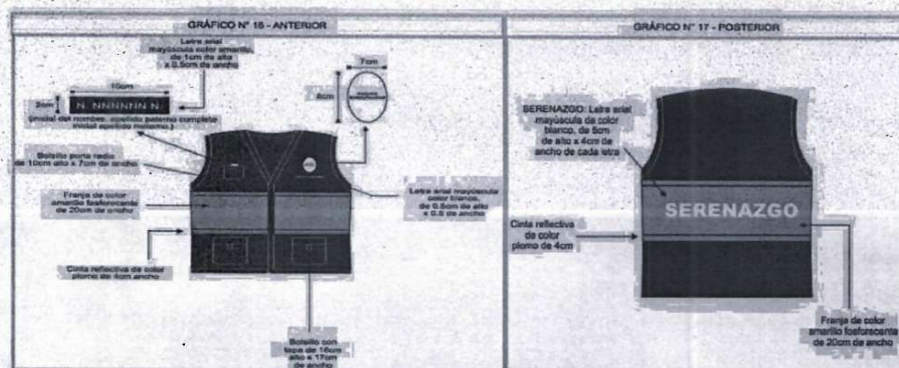 GRÁFICO N° 16 - ANTERIOR
Letra arial
mayúscula color amarillo,
de 1cm de alto
x 0.5cm de ancho
7cm
10cm
2cm
N. NNNNNNN N.
(inicial del nombre, apellido paterno completo
inicial apellido materno.)
Bolsillo porta radio
de 10cm alto x 7cm de ancho
Franja de color
amarillo fosforescente
de 20cm de ancho
Letra arial mayúscula
color blanco,
de 0.5cm de alto
x 0.5 de ancho
Cinta reflectiva de color
plomo de 4cm ancho
Bolsillo con
tapa de 16cm
alto x 17cm
de ancho
GRÁFICO N° 17 - POSTERIOR
SERENAZGO: Letra arial
mayúscula de color
blanco, de 5cm
de alto x 4cm de
ancho de cada letra
SERENAZGO
Cinta reflectiva
de color
plomo de 4cm
Franja de color
amarillo fosforescente
de 20cm de ancho